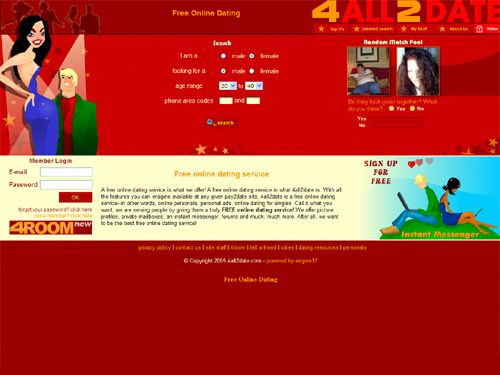 Free Online Dating
4ALL2DATE
Top 7's
Detailed search
My Stuff
About Us
Home
Search
I am a male female
looking for a male female
age range 20 to 40
phone area codes and
search
Random Match Pool
Do they look good together? What do you think? Yes No
Yes
No
Member Login
E-mail
Password
OK
forgot your password? click here
not a member? click here
4ROOM new
Free online dating service
A free online dating service is what we offer! A free online dating service is what 4all2date is. With all
the features you can imagine available at any given pay2date site, 4all2date is a free online dating
service--in other words, online personals, personal ads, online dating for singles. Call it what you
want, we are serving people by giving them a truly FREE online dating service! We offer picture
profiles, private mailboxes, an instant messenger, forums and much, much more. After all, we want
to be the best free online dating service!
SIGN UP
FOR
FREE
Instant Messenger
privacy policy | contact us | site staff | 4room | tell a friend | cities | dating resources | personals
© Copyright 2005 4all2date.com - powered by engine37
Free Online Dating